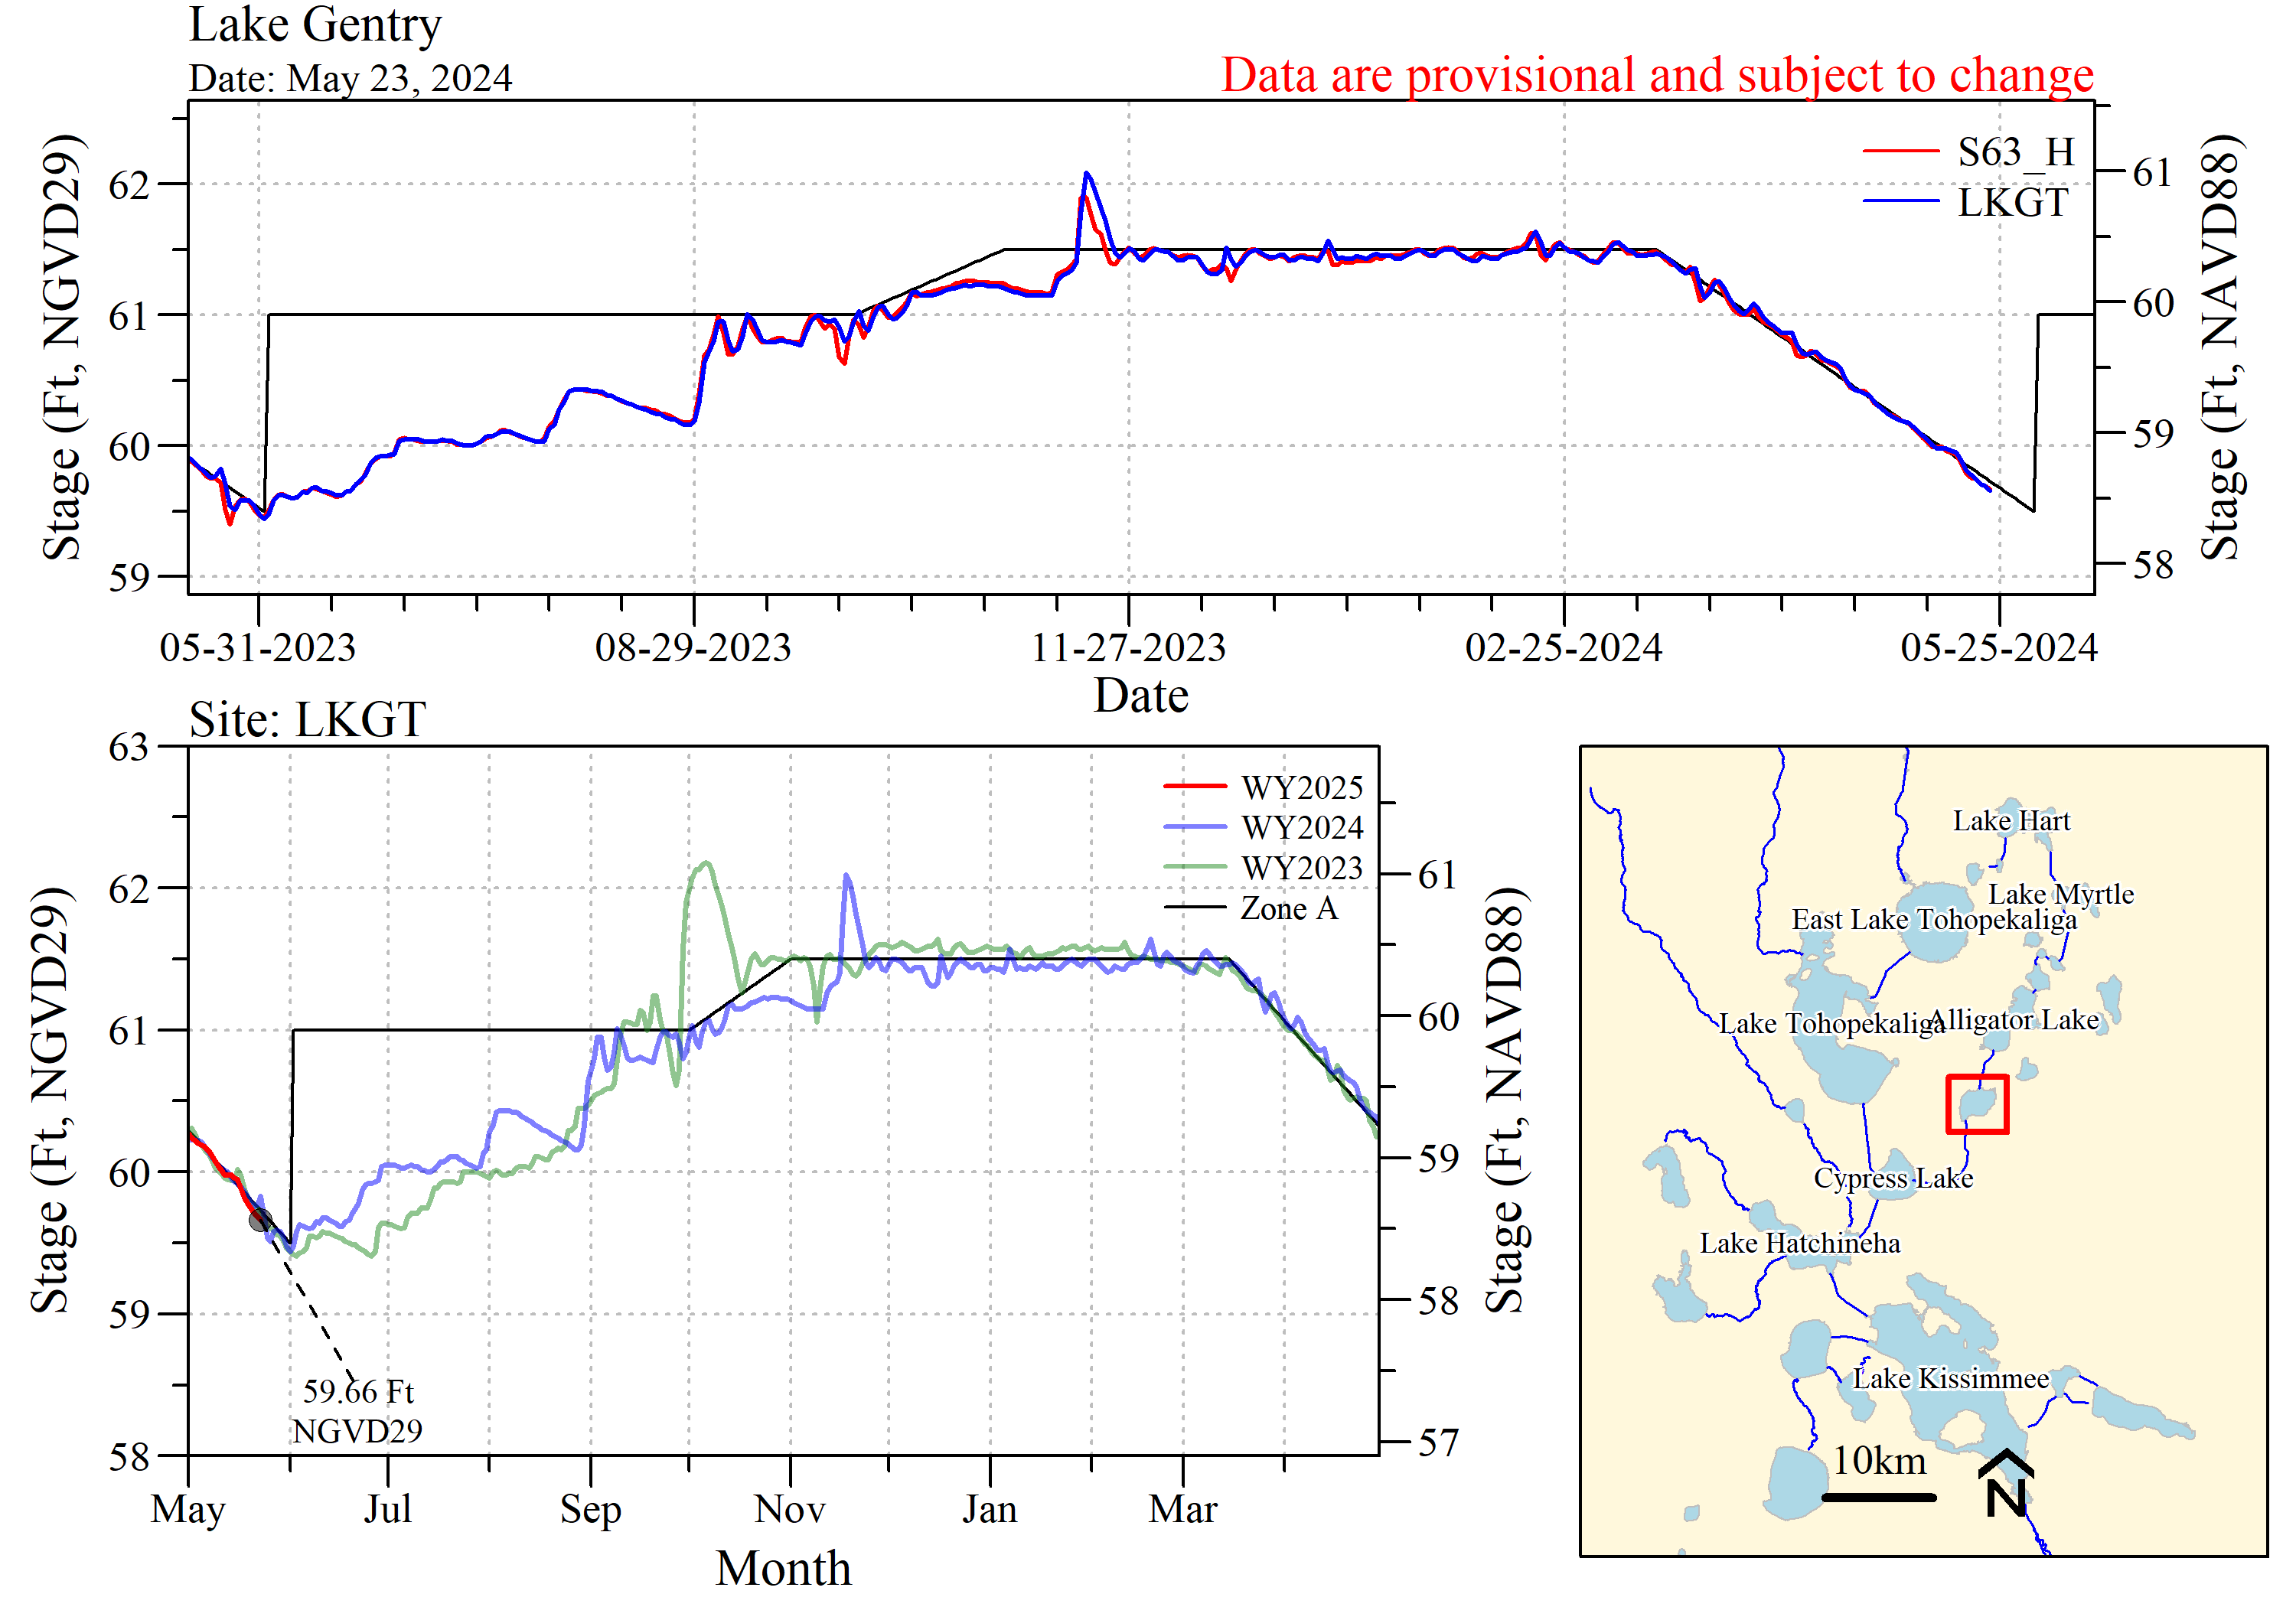 Lake Gentry
Date: May 23, 2024
Data are provisional and subject to change
Stage (Ft, NGVD29)
62
61
60
59
S63_H
LKGT
61
60
59
58
Stage (Ft, NAVD88)
05-31-2023 08-29-2023 11-27-2023 02-25-2024 05-25-2024
Date
Site: LKGT
Stage (Ft, NGVD29)
63
62
61
60
59
58
WY2025
WY2024
WY2023
Zone A
59.66 Ft
NGVD29
61
60
59
58
57
Stage (Ft, NAVD88)
May Jul Sep Nov Jan Mar
Month
Lake Hart
Lake Myrtle
East Lake Tohopekaliga
Lake Tohopekaliga
Alligator Lake
Cypress Lake
Lake Hatchineha
Lake Kissimmee
10km
N